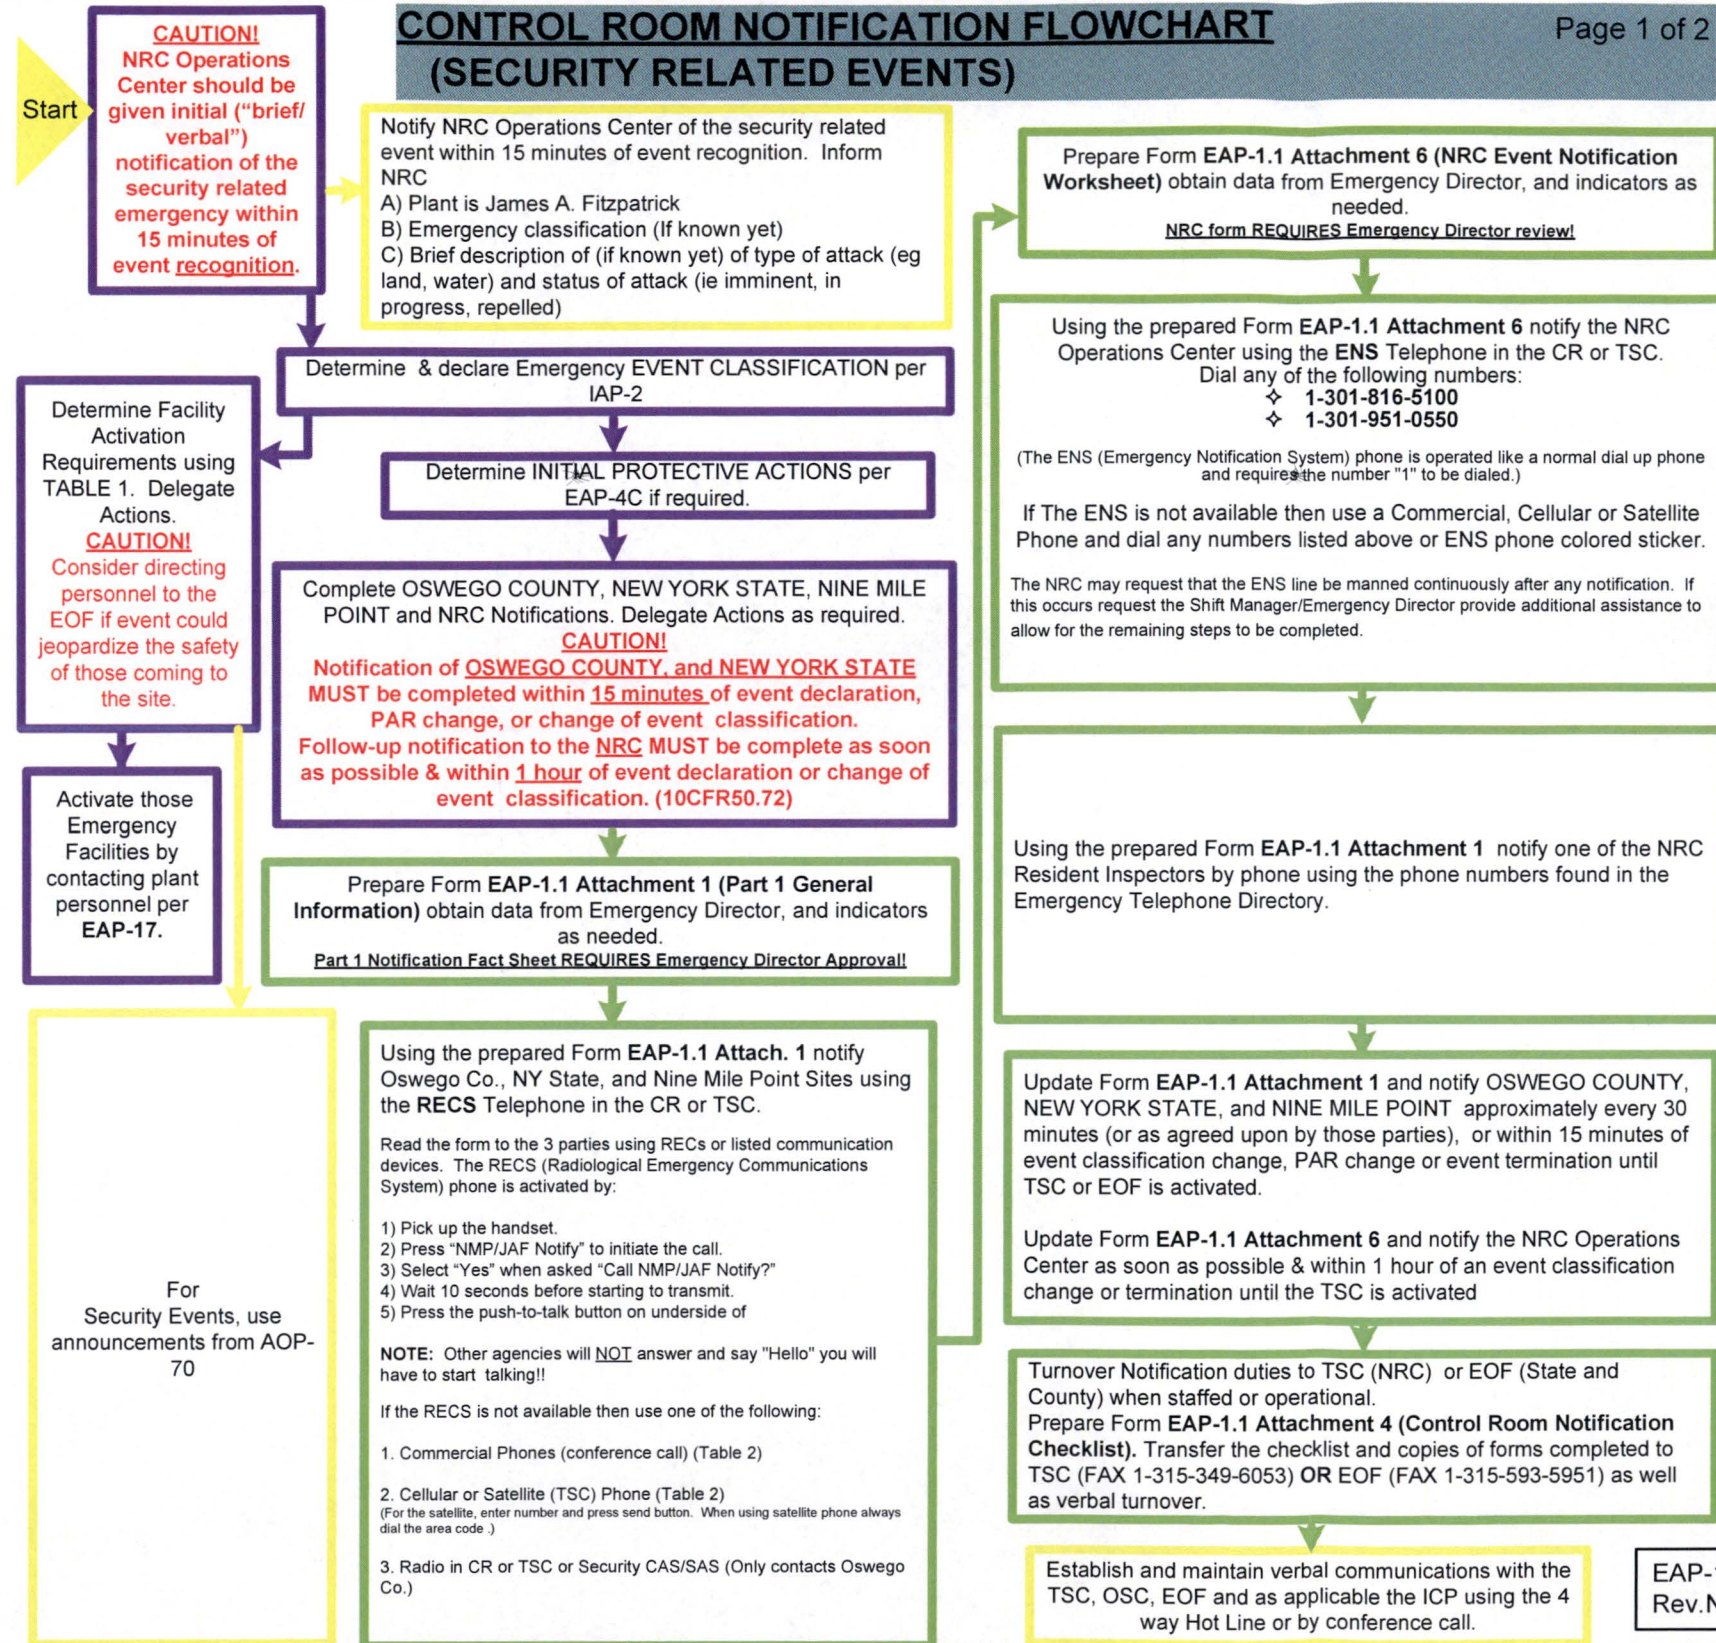 CONTROL ROOM NOTIFICATION FLOWCHART
(SECURITY RELATED EVENTS)
Page 1 of 2
Start
CAUTION!
NRC Operations
Center should be
given initial ("brief/
verbal")
notification of the
security related
emergency within
15 minutes of
event recognition.
Notify NRC Operations Center of the security related
event within 15 minutes of event recognition. Inform
NRC
A) Plant is James A. Fitzpatrick
B) Emergency classification (If known yet)
C) Brief description of (if known yet) of type of attack (eg
land, water) and status of attack (ie imminent, in
progress, repelled)
Determine & declare Emergency EVENT CLASSIFICATION per
IAP-2
Determine Facility
Activation
Requirements using
TABLE 1. Delegate
Actions.
CAUTION!
Consider directing
personnel to the
EOF if event could
jeopardize the safety
of those coming to
the site.
Activate those
Emergency
Facilities by
contacting plant
personnel per
EAP-17.
For
Security Events, use
announcements from AOP-
70
Determine INITIAL PROTECTIVE ACTIONS per
EAP-4C if required.
Complete OSWEGO COUNTY, NEW YORK STATE, NINE MILE
POINT and NRC Notifications. Delegate Actions as required.
CAUTION!
Notification of OSWEGO COUNTY, and NEW YORK STATE
MUST be completed within 15 minutes of event declaration,
PAR change, or change of event classification.
Follow-up notification to the NRC MUST be complete as soon
as possible & within 1 hour of event declaration or change of
event classification. (10CFR50.72)
Prepare Form EAP-1.1 Attachment 1 (Part 1 General
Information) obtain data from Emergency Director, and indicators
as needed.
Part 1 Notification Fact Sheet REQUIRES Emergency Director Approval!
Using the prepared Form EAP-1.1 Attach. 1 notify
Oswego Co., NY State, and Nine Mile Point Sites using
the RECS Telephone in the CR or TSC.
Read the form to the 3 parties using RECs or listed communication
devices. The RECS (Radiological Emergency Communications
System) phone is activated by:
1) Pick up the handset.
2) Press "NMP/JAF Notify" to initiate the call.
3) Select "Yes" when asked "Call NMP/JAF Notify?"
4) Wait 10 seconds before starting to transmit.
5) Press the push-to-talk button on underside of
NOTE: Other agencies will NOT answer and say "Hello" you will
have to start talking!!
If the RECS is not available then use one of the following:
1. Commercial Phones (conference call) (Table 2)
2. Cellular or Satellite (TSC) Phone (Table 2)
(For the satellite, enter number and press send button. When using satellite phone always
dial the area code .)
3. Radio in CR or TSC or Security CAS/SAS (Only contacts Oswego
Co.)
Prepare Form EAP-1.1 Attachment 6 (NRC Event Notification
Worksheet) obtain data from Emergency Director, and indicators as
needed.
NRC form REQUIRES Emergency Director review!
Using the prepared Form EAP-1.1 Attachment 6 notify the NRC
Operations Center using the ENS Telephone in the CR or TSC.
Dial any of the following numbers:
✧ 1-301-816-5100
✧ 1-301-951-0550
(The ENS (Emergency Notification System) phone is operated like a normal dial up phone
and requires the number "1" to be dialed.)
If The ENS is not available then use a Commercial, Cellular or Satellite
Phone and dial any numbers listed above or ENS phone colored sticker.
The NRC may request that the ENS line be manned continuously after any notification. If
this occurs request the Shift Manager/Emergency Director provide additional assistance to
allow for the remaining steps to be completed.
Using the prepared Form EAP-1.1 Attachment 1 notify one of the NRC
Resident Inspectors by phone using the phone numbers found in the
Emergency Telephone Directory.
Update Form EAP-1.1 Attachment 1 and notify OSWEGO COUNTY,
NEW YORK STATE, and NINE MILE POINT approximately every 30
minutes (or as agreed upon by those parties), or within 15 minutes of
event classification change, PAR change or event termination until
TSC or EOF is activated.
Update Form EAP-1.1 Attachment 6 and notify the NRC Operations
Center as soon as possible & within 1 hour of an event classification
change or termination until the TSC is activated
Turnover Notification duties to TSC (NRC) or EOF (State and
County) when staffed or operational.
Prepare Form EAP-1.1 Attachment 4 (Control Room Notification
Checklist). Transfer the checklist and copies of forms completed to
TSC (FAX 1-315-349-6053) OR EOF (FAX 1-315-593-5951) as well
as verbal turnover.
Establish and maintain verbal communications with the
TSC, OSC, EOF and as applicable the ICP using the 4
way Hot Line or by conference call.
EAP-
Rev.N